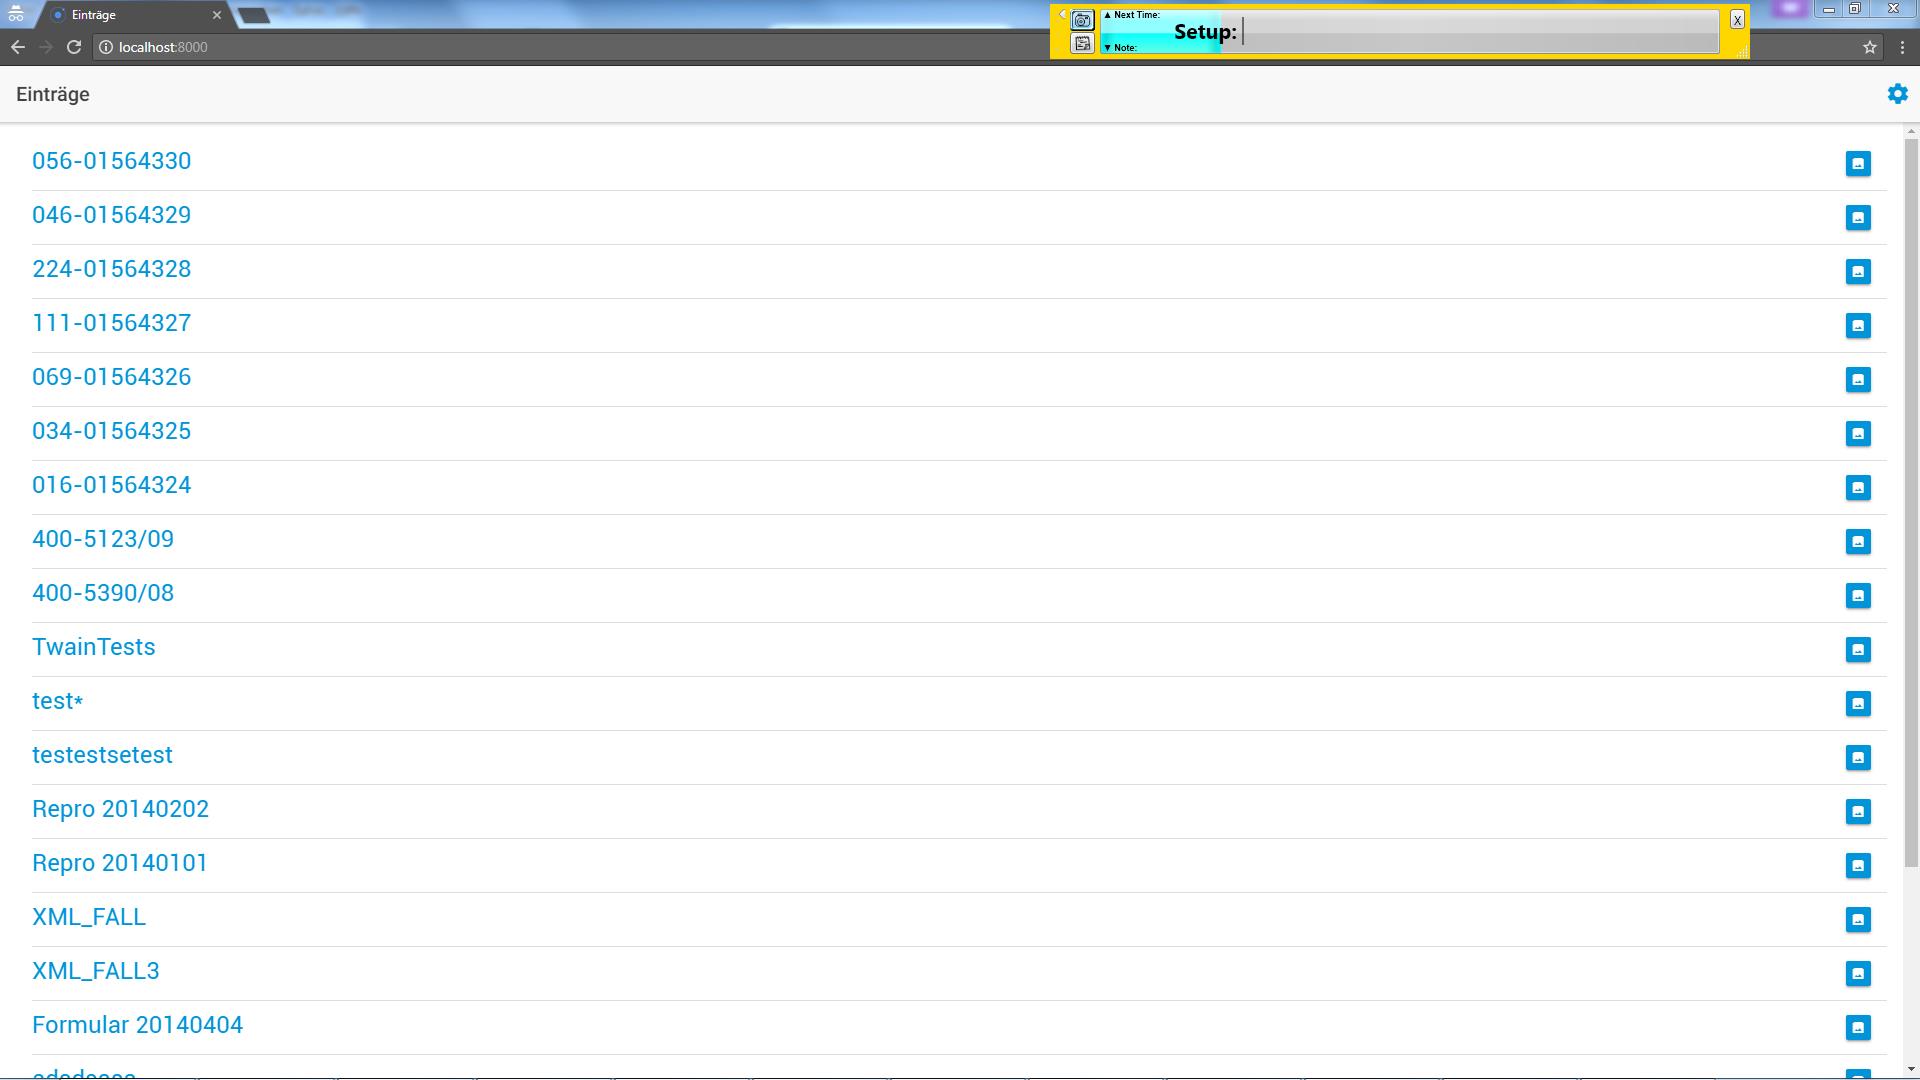 Einträge
▲ Next Time:
Setup:
▼ Note:
X
localhost:8000
Einträge
056-01564330
046-01564329
224-01564328
111-01564327
069-01564326
034-01564325
016-01564324
400-5123/09
400-5390/08
TwainTests
test*
testestsetest
Repro 20140202
Repro 20140101
XML_FALL
XML_FALL3
Formular 20140404